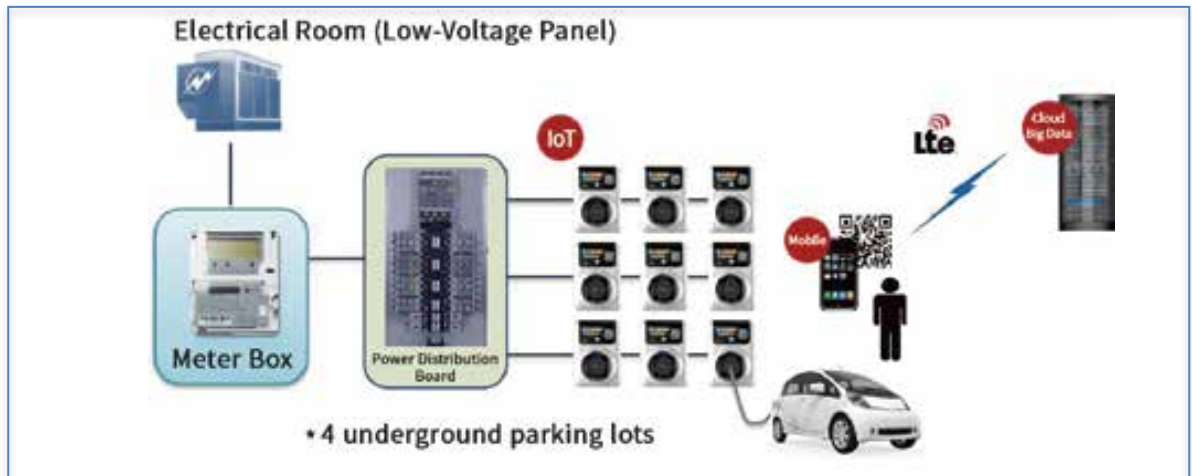 Electrical Room (Low-Voltage Panel)
IoT
Lte
Cloud
Big Data
Mobile
Meter Box
Power Distribution
Board
* 4 underground parking lots